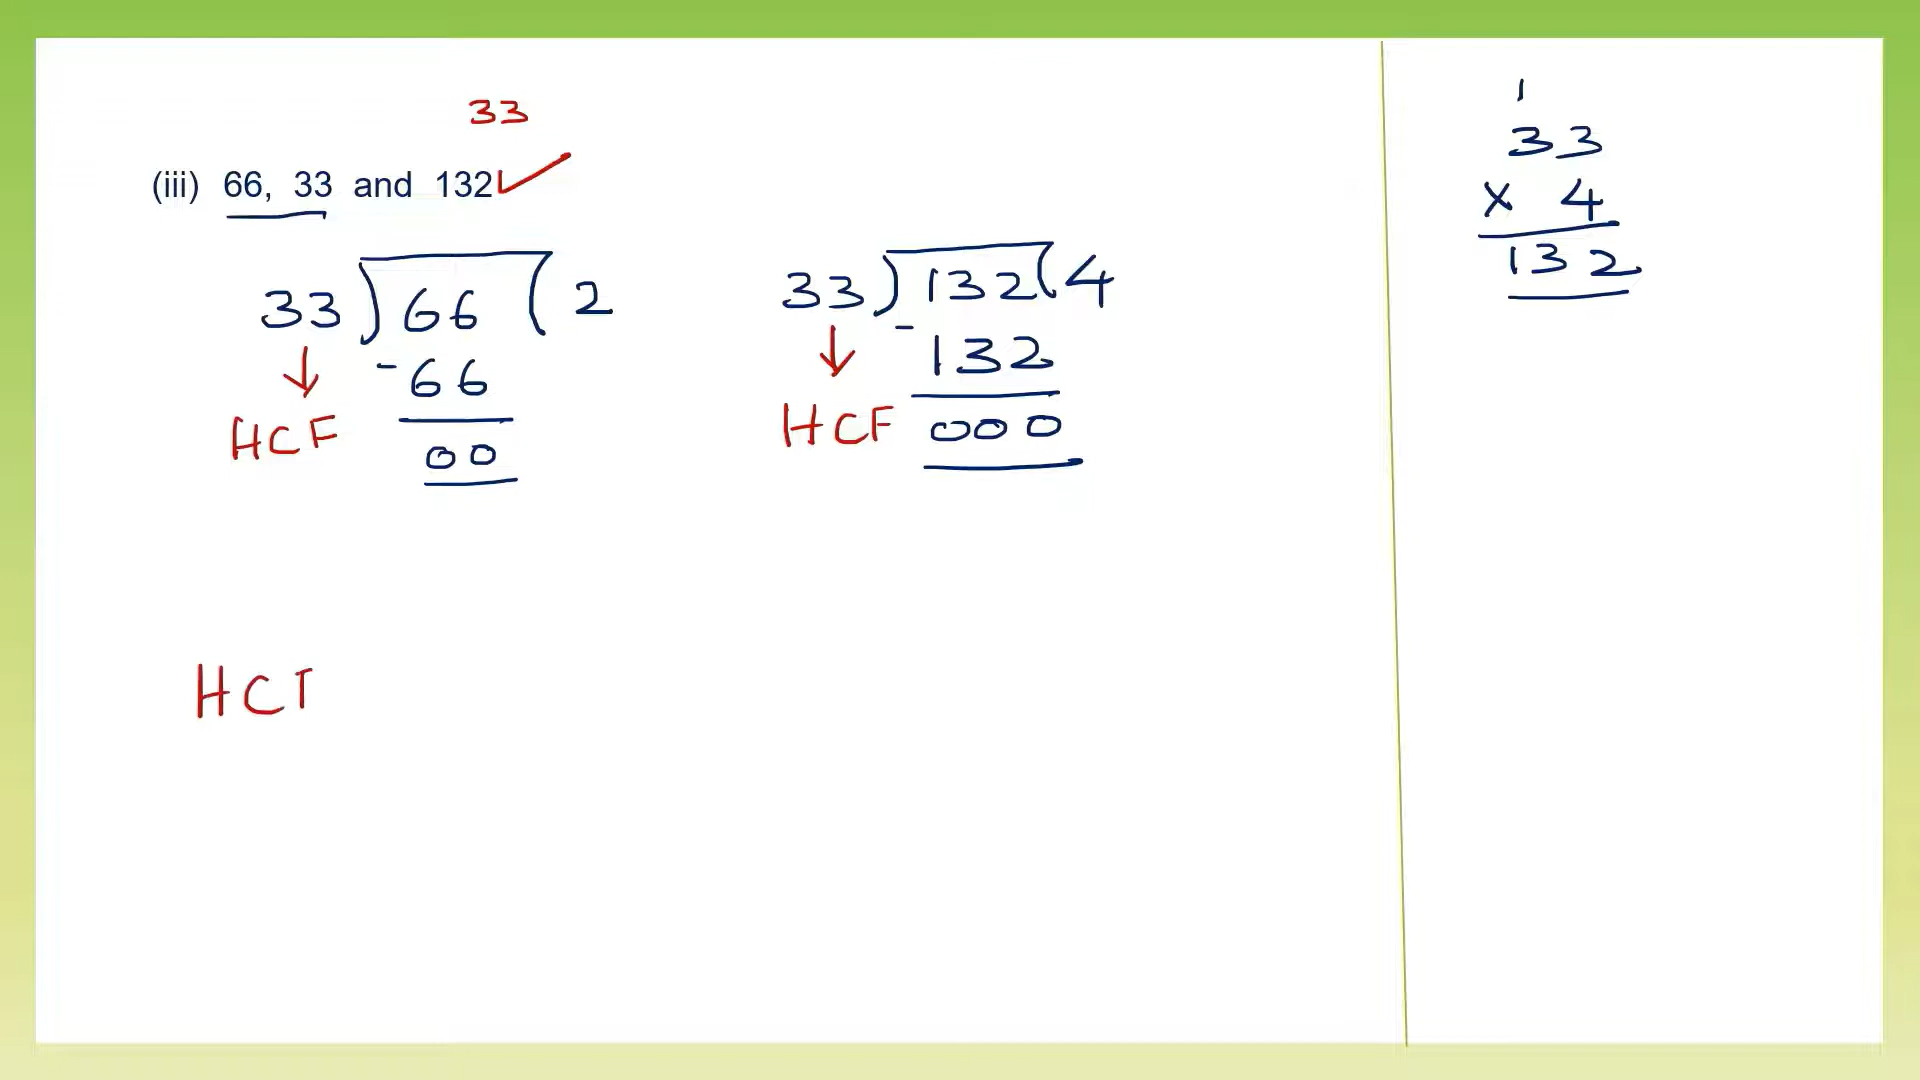 33
(iii) 66, 33 and 132
33 ) 66 ( 2
- 66
00
HCF
33 ) 132 ( 4
- 132
000
HCF
HC
1
33
x 4
132